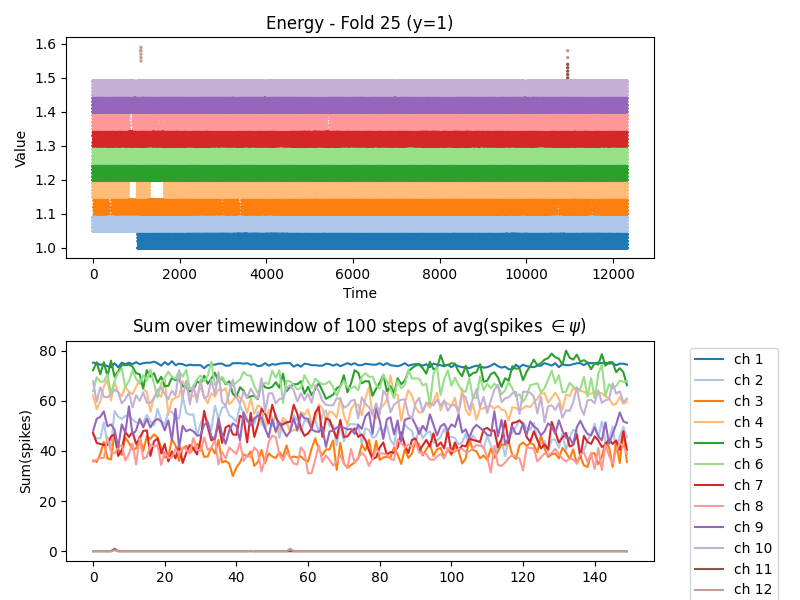 Energy - Fold 25 (y=1)
1.6
1.5
1.4
1.3
1.2
1.1
1.0
Value
0 2000 4000 6000 8000 10000 12000
Time
Sum over timewindow of 100 steps of avg(spikes ∈ ψ)
80
60
40
20
0
Sum(spikes)
0 20 40 60 80 100 120 140
ch 1
ch 2
ch 3
ch 4
ch 5
ch 6
ch 7
ch 8
ch 9
ch 10
ch 11
ch 12